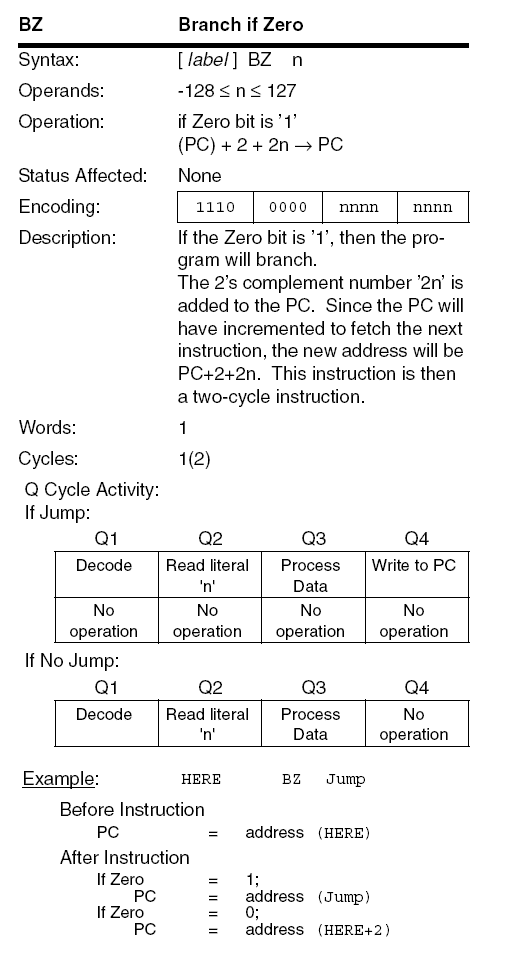 BZ Branch if Zero
Syntax: [ label ] BZ n
Operands: -128 ≤ n ≤ 127
Operation: if Zero bit is ’1’
(PC) + 2 + 2n → PC
Status Affected: None
Encoding: 1110 0000 nnnn nnnn
Description: If the Zero bit is ’1’, then the pro-
gram will branch.
The 2’s complement number ’2n’ is
added to the PC. Since the PC will
have incremented to fetch the next
instruction, the new address will be
PC+2+2n. This instruction is then
a two-cycle instruction.
Words: 1
Cycles: 1(2)
Q Cycle Activity:
If Jump:
Q1 Q2 Q3 Q4
Decode Read literal Process Write to PC
'n' Data
No No No No
operation operation operation operation
If No Jump:
Q1 Q2 Q3 Q4
Decode Read literal Process No
'n' Data operation
Example: HERE BZ Jump
Before Instruction
PC = address (HERE)
After Instruction
If Zero = 1;
PC = address (Jump)
If Zero = 0;
PC = address (HERE+2)